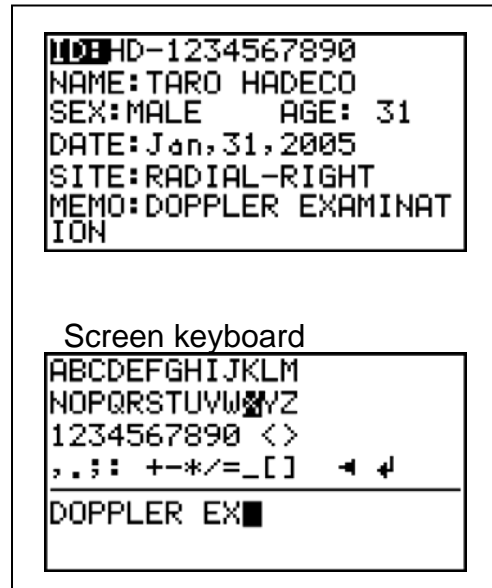 ID:HD-1234567890
NAME:TARO HADECO
SEX:MALE AGE: 31
DATE:Jan,31,2005
SITE:RADIAL-RIGHT
MEMO:DOPPLER EXAMINAT
ION
Screen keyboard
ABCDEFGHIJKLM
NOPQRSTUVWXYZ
1234567890 <>
,.;: +-*/=_[] ◄ ↲
DOPPLER EX█